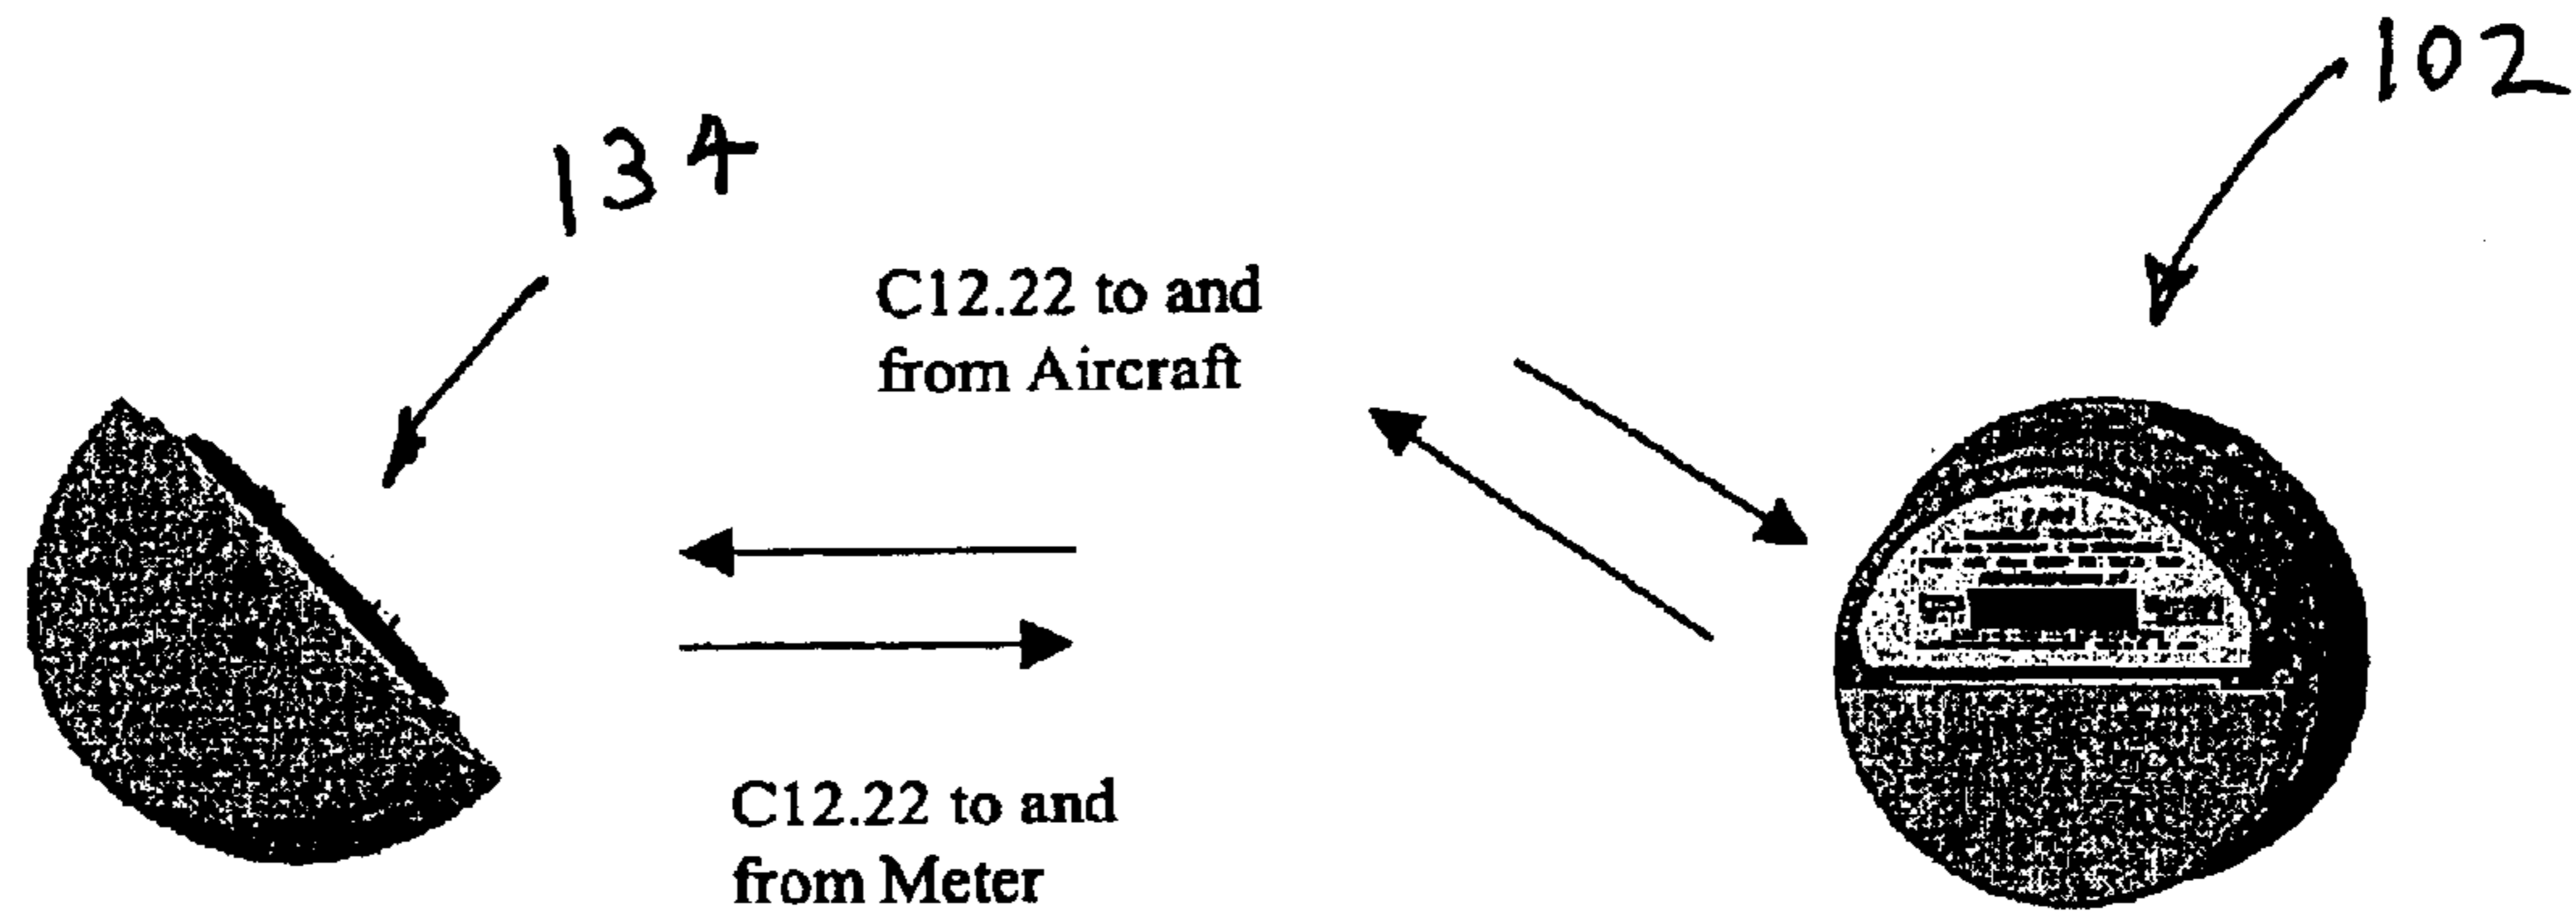 102
134
C12.22 to and
from Aircraft
C12.22 to and
from Meter